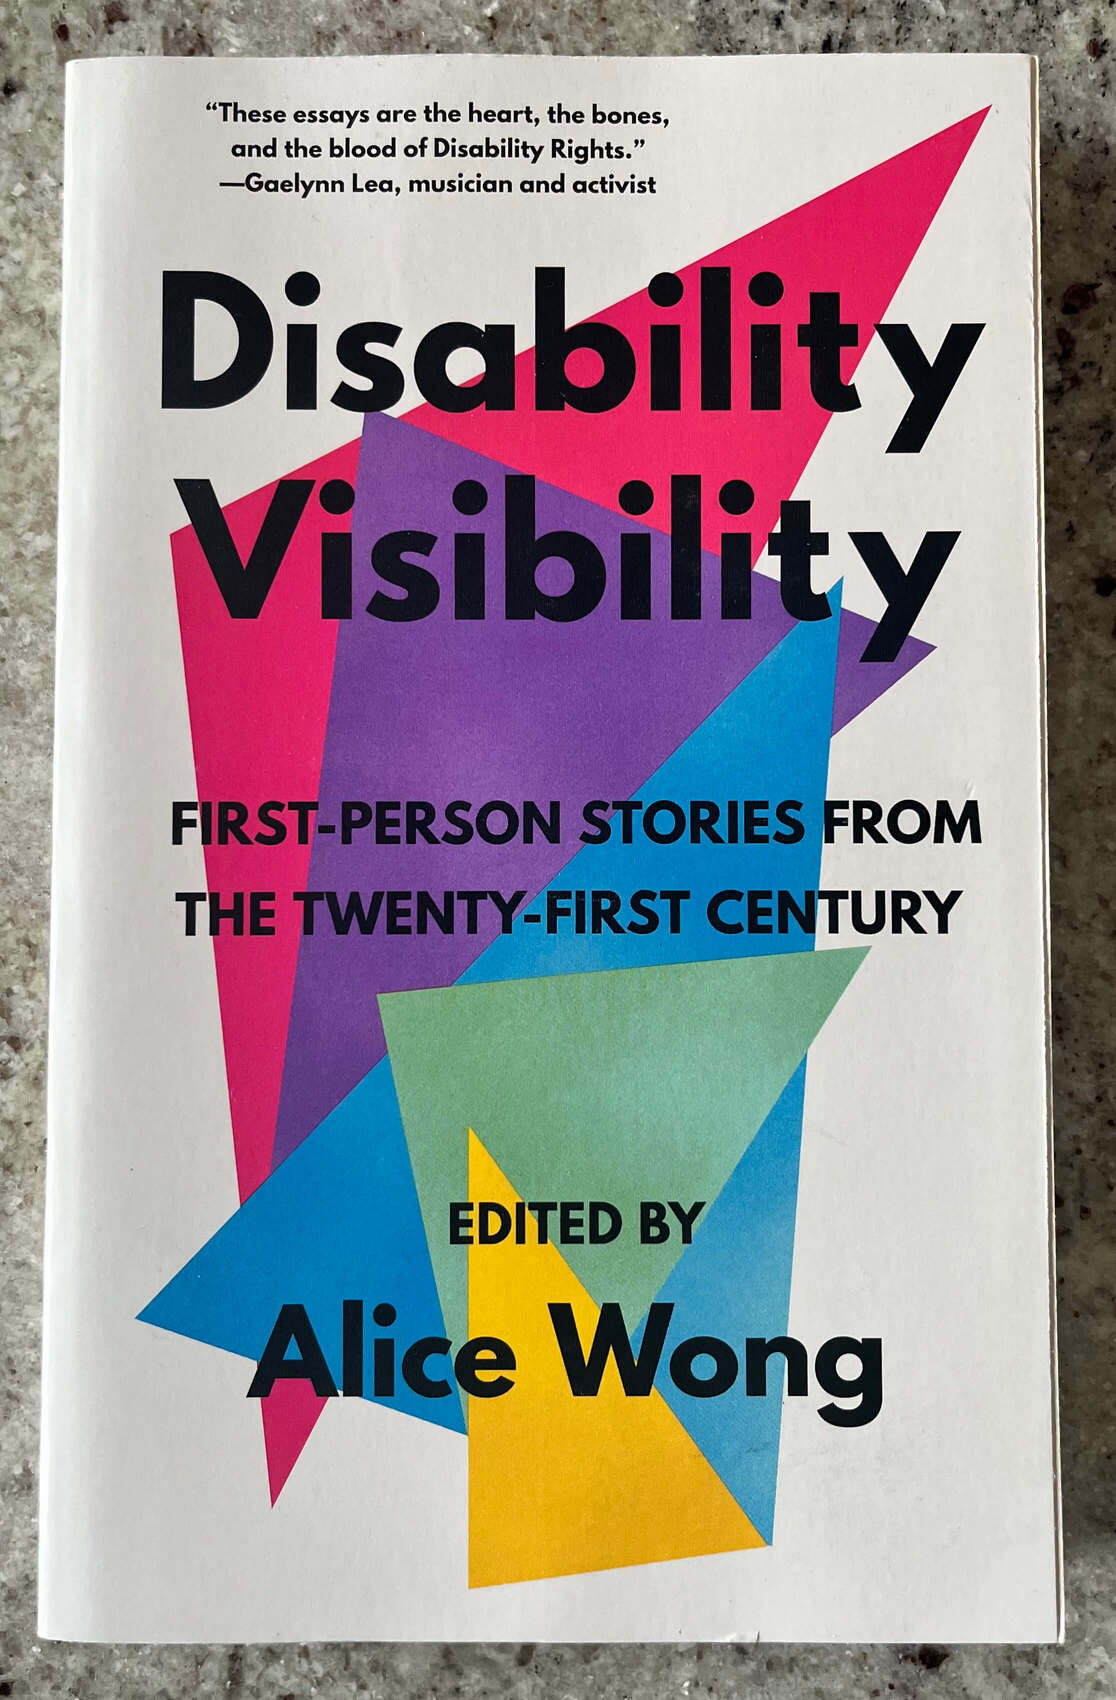 “These essays are the heart, the bones,
and the blood of Disability Rights.”
—Gaelynn Lea, musician and activist
Disability
Visibility
FIRST-PERSON STORIES FROM
THE TWENTY-FIRST CENTURY
EDITED BY
Alice Wong